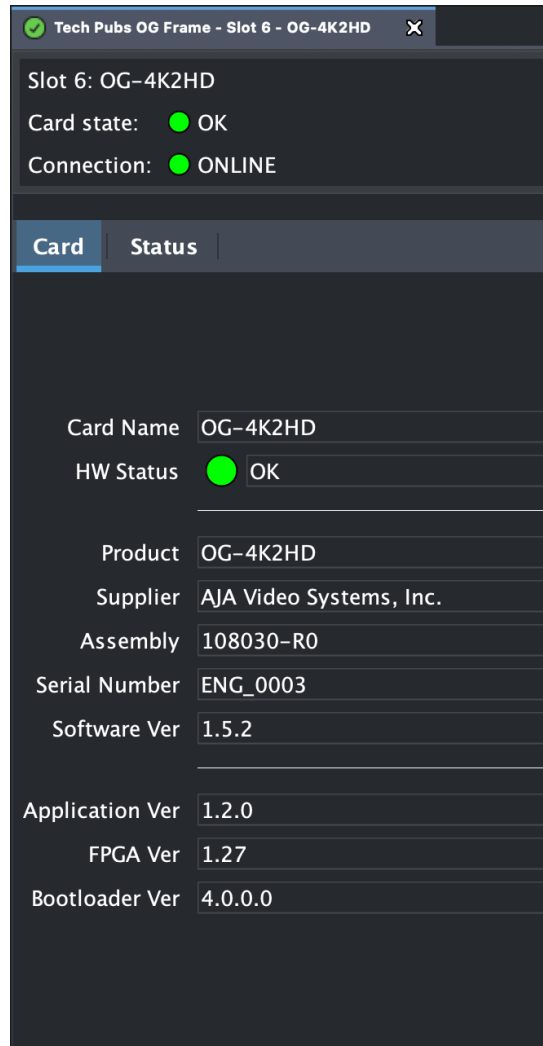 Tech Pubs OG Frame - Slot 6 - OG-4K2HD
Slot 6: OG-4K2HD
Card state: OK
Connection: ONLINE
Card Status
Card Name OG-4K2HD
HW Status OK
Product OG-4K2HD
Supplier AJA Video Systems, Inc.
Assembly 108030-R0
Serial Number ENG_0003
Software Ver 1.5.2
Application Ver 1.2.0
FPGA Ver 1.27
Bootloader Ver 4.0.0.0